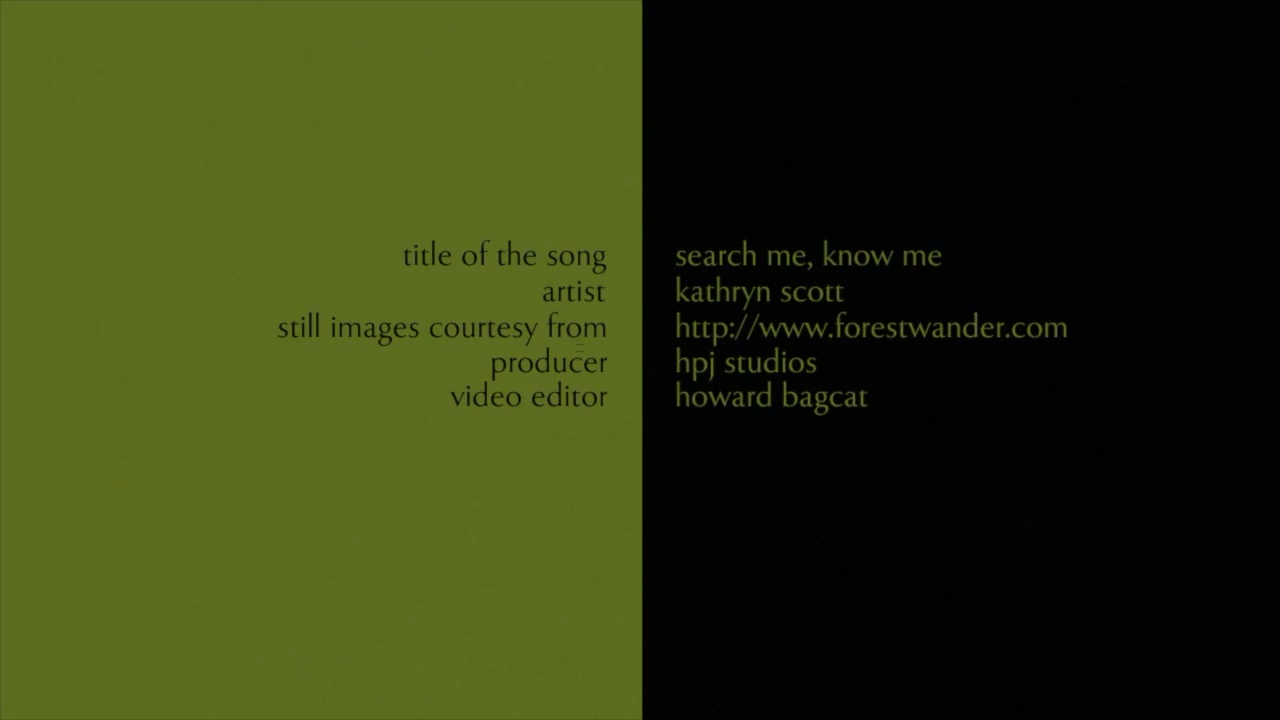 title of the song search me, know me
artist kathryn scott
still images courtesy from http://www.forestwander.com
producer hpj studios
video editor howard bagcat